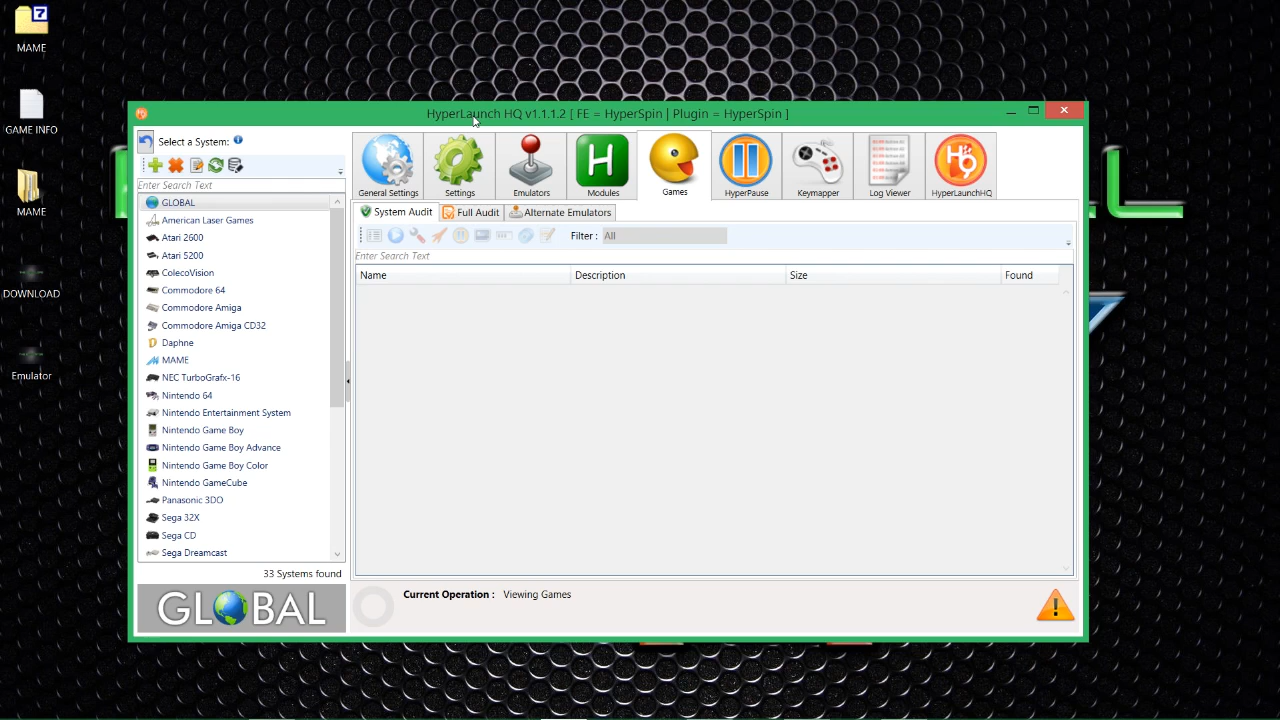 MAME
GAME INFO
MAME
DOWNLOAD
Emulator
HyperLaunch HQ v1.1.1.2 [ FE = HyperSpin | Plugin = HyperSpin ]
Select a System:
Enter Search Text
GLOBAL
American Laser Games
Atari 2600
Atari 5200
ColecoVision
Commodore 64
Commodore Amiga
Commodore Amiga CD32
Daphne
MAME
NEC TurboGrafx-16
Nintendo 64
Nintendo Entertainment System
Nintendo Game Boy
Nintendo Game Boy Advance
Nintendo Game Boy Color
Nintendo GameCube
Panasonic 3DO
Sega 32X
Sega CD
Sega Dreamcast
33 Systems found
GLOBAL
General Settings Settings Emulators Modules Games HyperPause Keymapper Log Viewer HyperLaunchHQ
System Audit Full Audit Alternate Emulators
Filter : All
Enter Search Text
Name Description Size Found
Current Operation : Viewing Games